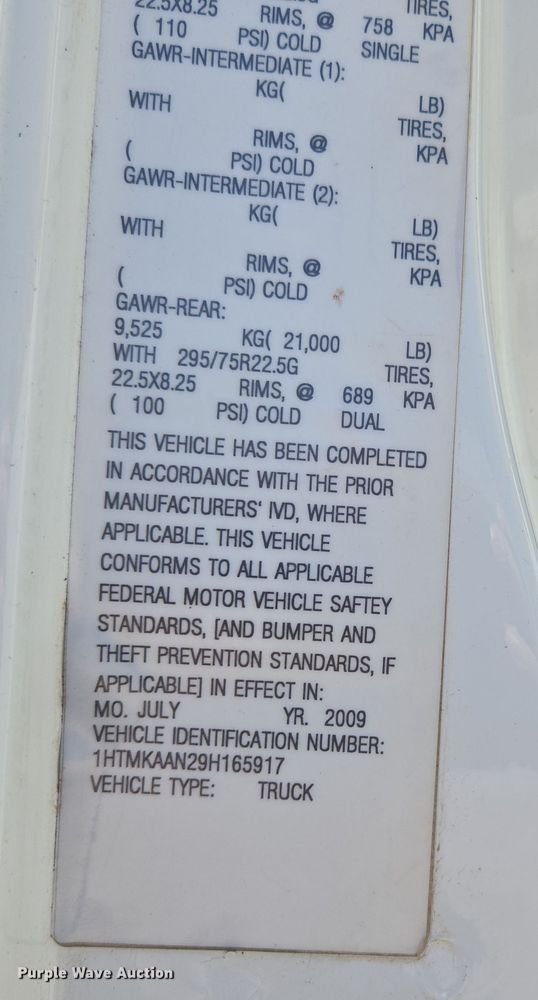 22.5X8.25 RIMS, @ 758 KPA
( 110 PSI) COLD SINGLE
GAWR-INTERMEDIATE (1):
KG( LB)
WITH TIRES,
RIMS, @ KPA
( PSI) COLD
GAWR-INTERMEDIATE (2):
KG( LB)
WITH TIRES,
RIMS, @ KPA
( PSI) COLD
GAWR-REAR:
9,525 KG( 21,000 LB)
WITH 295/75R22.5G TIRES,
22.5X8.25 RIMS, @ 689 KPA
( 100 PSI) COLD DUAL
THIS VEHICLE HAS BEEN COMPLETED
IN ACCORDANCE WITH THE PRIOR
MANUFACTURERS' IVD, WHERE
APPLICABLE. THIS VEHICLE
CONFORMS TO ALL APPLICABLE
FEDERAL MOTOR VEHICLE SAFTEY
STANDARDS, [AND BUMPER AND
THEFT PREVENTION STANDARDS, IF
APPLICABLE] IN EFFECT IN:
MO. JULY YR. 2009
VEHICLE IDENTIFICATION NUMBER:
1HTMKAAN29H165917
VEHICLE TYPE: TRUCK
Purple Wave Auction